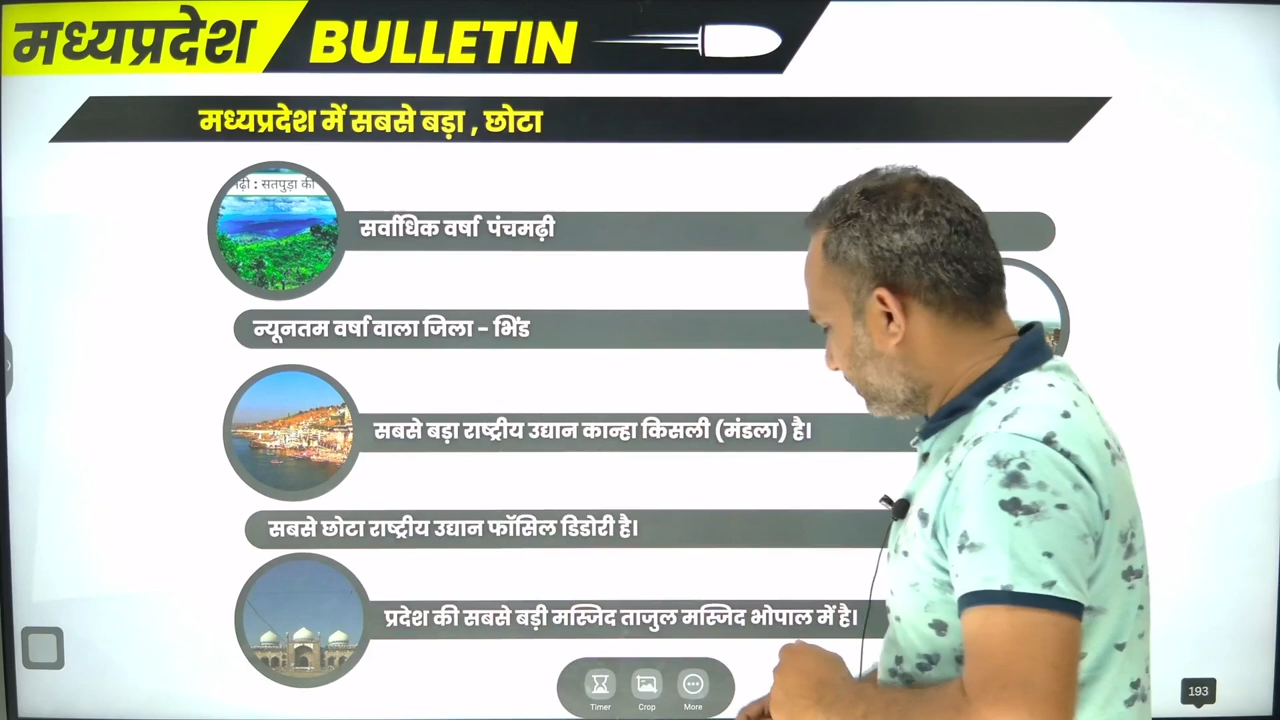 मध्यप्रदेश BULLETIN
मध्यप्रदेश में सबसे बड़ा , छोटा
: सतपुड़ा की
सर्वाधिक वर्षा पंचमढ़ी
न्यूनतम वर्षा वाला जिला - भिंड
सबसे बड़ा राष्ट्रीय उद्यान कान्हा किसली (मंडला) है।
सबसे छोटा राष्ट्रीय उद्यान फॉसिल डिडोरी है।
प्रदेश की सबसे बड़ी मस्जिद ताजुल मस्जिद भोपाल में है।
Timer Crop More
193